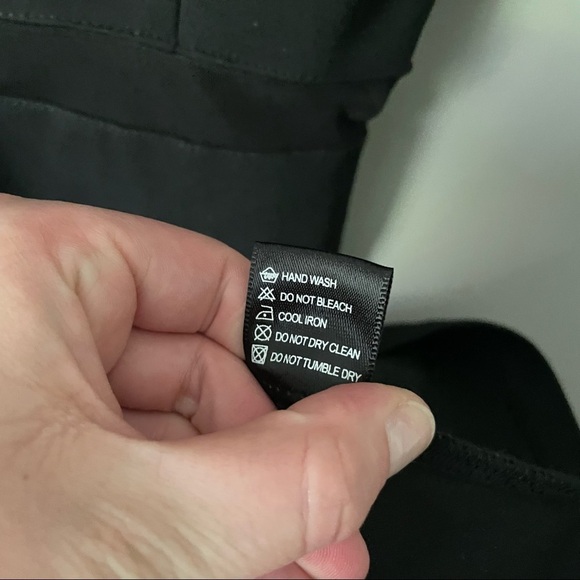 HAND WASH
DO NOT BLEACH
COOL IRON
DO NOT DRY CLEAN
DO NOT TUMBLE DRY